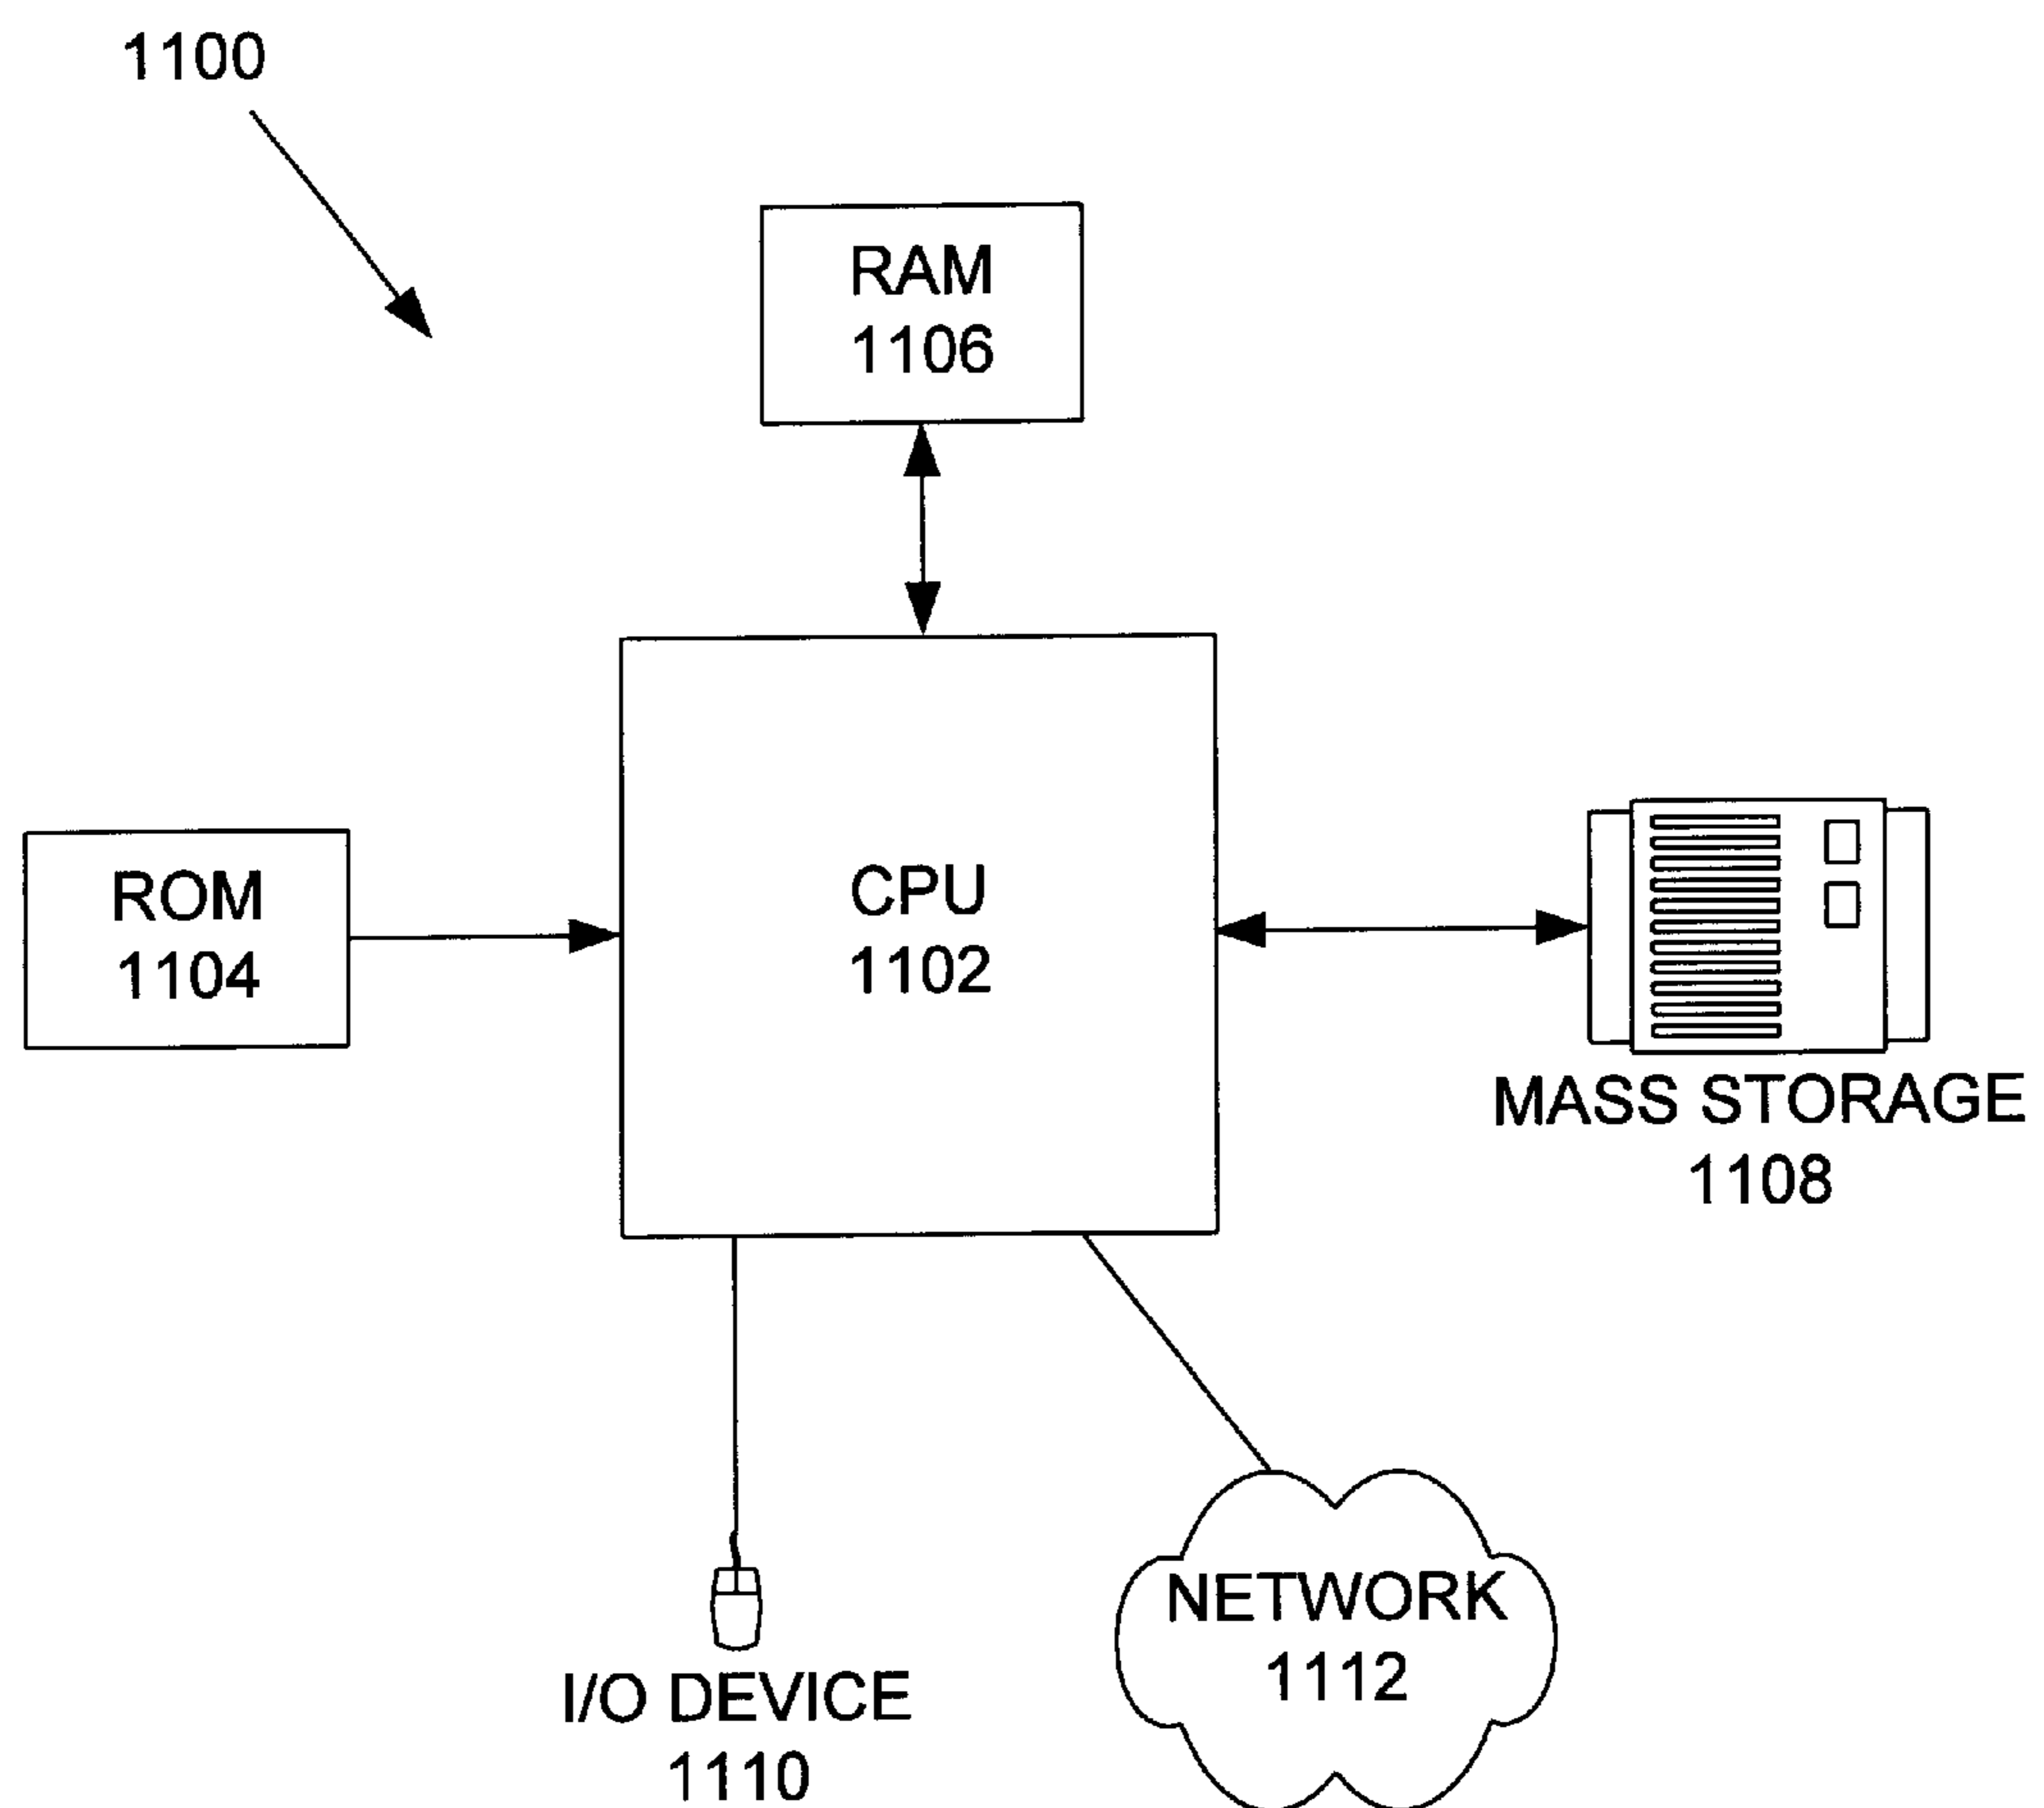 1100
RAM
1106
ROM
1104
CPU
1102
MASS STORAGE
1108
I/O DEVICE
1110
NETWORK
1112